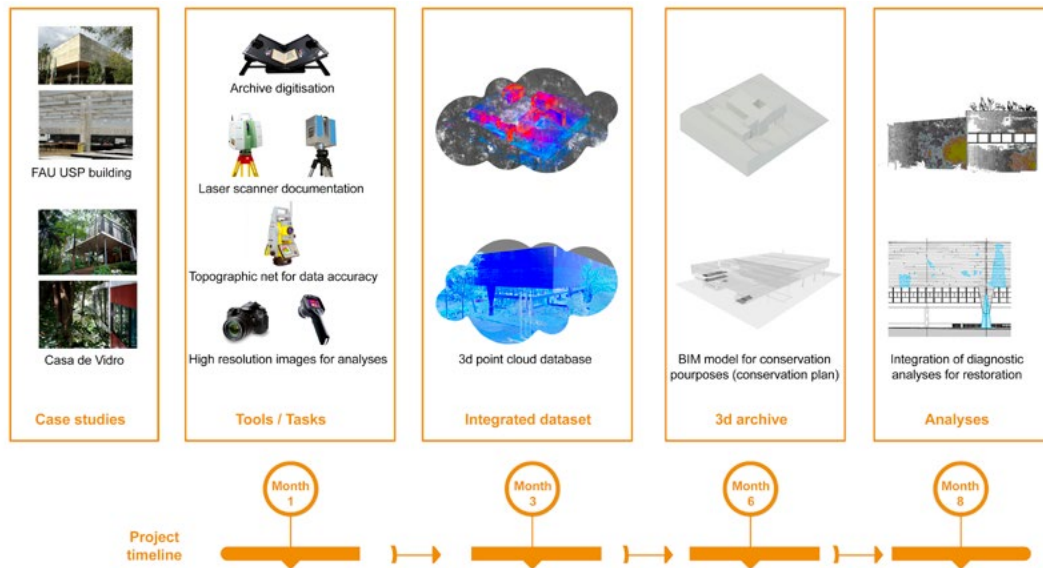 FAU USP building
Casa de Vidro
Case studies
Archive digitisation
Laser scanner documentation
Topographic net for data accuracy
High resolution images for analyses
Tools / Tasks
3d point cloud database
Integrated dataset
BIM model for conservation
pourposes (conservation plan)
3d archive
Integration of diagnostic
analyses for restoration
Analyses
Project
timeline
Month
1
Month
3
Month
6
Month
8